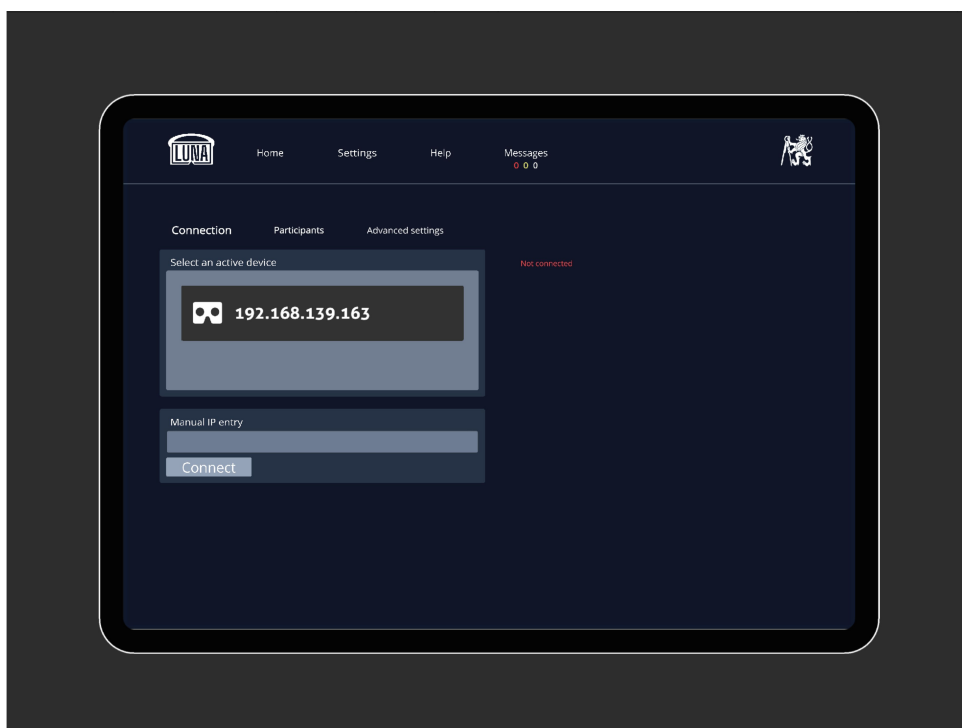 LUNA
Home Settings Help Messages
0 0 0
Connection Participants Advanced settings
Select an active device
Not connected
192.168.139.163
Manual IP entry
Connect